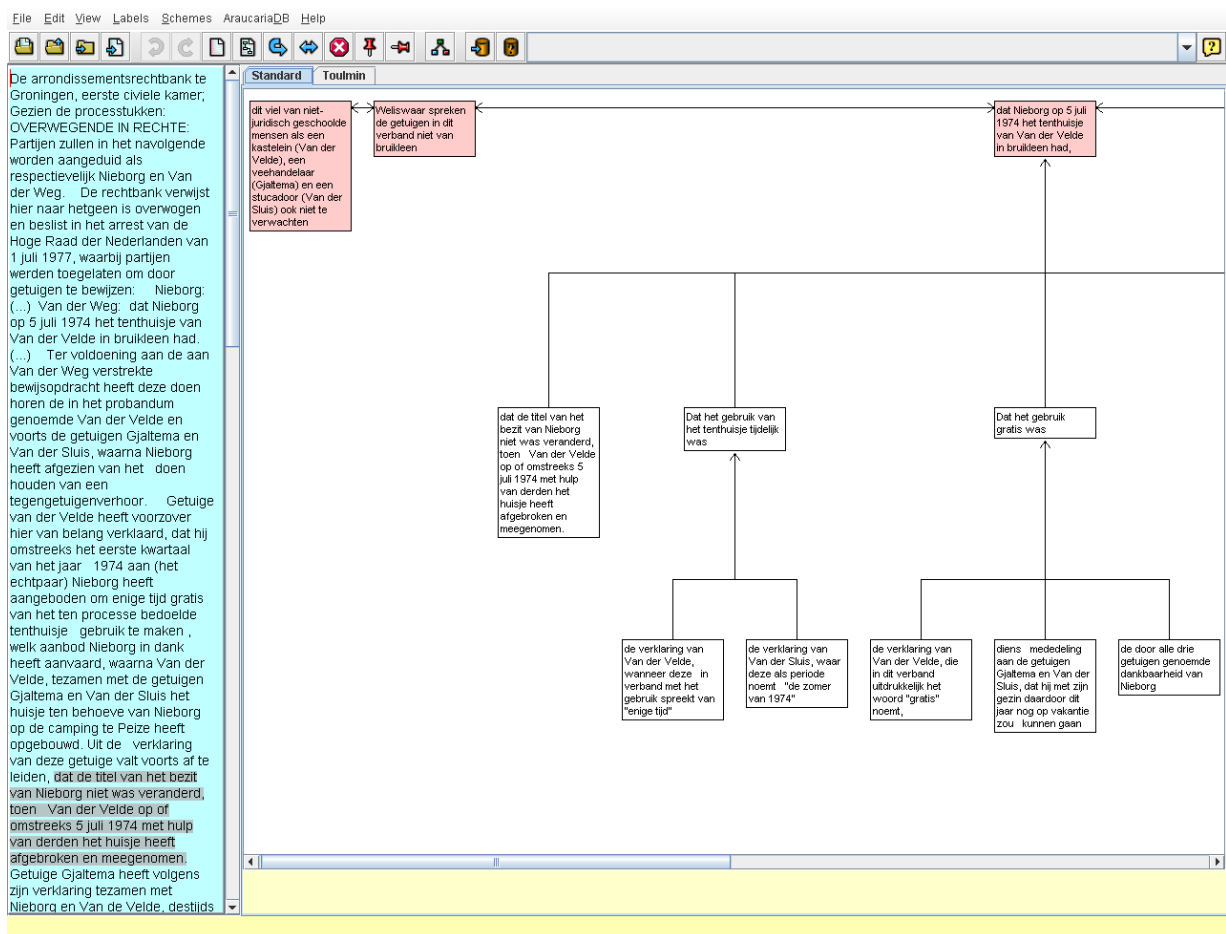 File Edit View Labels Schemes AraucariaDB Help
De arrondissementsrechtbank te
Groningen, eerste civiele kamer;
Gezien de processtukken:
OVERWEGENDE IN RECHTE:
Partijen zullen in het navolgende
worden aangeduid als
respectievelijk Nieborg en Van
der Weg. De rechtbank verwijst
hier naar hetgeen is overwogen
en beslist in het arrest van de
Hoge Raad der Nederlanden van
1 juli 1977, waarbij partijen
werden toegelaten om door
getuigen te bewijzen: Nieborg:
(...) Van der Weg: dat Nieborg
op 5 juli 1974 het tenthuisje van
Van der Velde in bruikleen had.
(...) Ter voldoening aan de aan
Van der Weg verstrekte
bewijsopdracht heeft deze doen
horen de in het probandum
genoemde Van der Velde en
voorts de getuigen Gjaltema en
Van der Sluis, waarna Nieborg
heeft afgezien van het doen
houden van een
tegengetuigenverhoor. Getuige
van der Velde heeft voorzover
hier van belang verklaard, dat hij
omstreeks het eerste kwartaal
van het jaar 1974 aan (het
echtpaar) Nieborg heeft
aangeboden om enige tijd gratis
van het ten processe bedoelde
tenthuisje gebruik te maken ,
welk aanbod Nieborg in dank
heeft aanvaard, waarna Van der
Velde, tezamen met de getuigen
Gjaltema en Van der Sluis het
huisje ten behoeve van Nieborg
op de camping te Peize heeft
opgebouwd. Uit de verklaring
van deze getuige valt voorts af te
leiden, dat de titel van het bezit
van Nieborg niet was veranderd,
toen Van der Velde op of
omstreeks 5 juli 1974 met hulp
van derden het huisje heeft
afgebroken en meegenomen.
Getuige Gjaltema heeft volgens
zijn verklaring tezamen met
Nieborg en Van de Velde, destijds
Standard Toulmin
dit viel van niet-
juridisch geschoolde
mensen als een
kastelein (Van der
Velde), een
veehandelaar
(Gjaltema) en een
stucadoor (Van der
Sluis) ook niet te
verwachten
Weliswaar spreken
de getuigen in dit
verband niet van
bruikleen
dat Nieborg op 5 juli
1974 het tenthuisje
van Van der Velde
in bruikleen had,
dat de titel van het
bezit van Nieborg
niet was veranderd,
toen Van der Velde
op of omstreeks 5
juli 1974 met hulp
van derden het
huisje heeft
afgebroken en
meegenomen.
Dat het gebruik van
het tenthuisje tijdelijk
was
Dat het gebruik
gratis was
de verklaring van
Van der Velde,
wanneer deze in
verband met het
gebruik spreekt van
"enige tijd"
de verklaring van
Van der Sluis, waar
deze als periode
noemt "de zomer
van 1974"
de verklaring van
Van der Velde, die
in dit verband
uitdrukkelijk het
woord "gratis"
noemt,
diens mededeling
aan de getuigen
Gjaltema en Van der
Sluis, dat hij met zijn
gezin daardoor dit
jaar nog op vakantie
zou kunnen gaan
de door alle drie
getuigen genoemde
dankbaarheid van
Nieborg